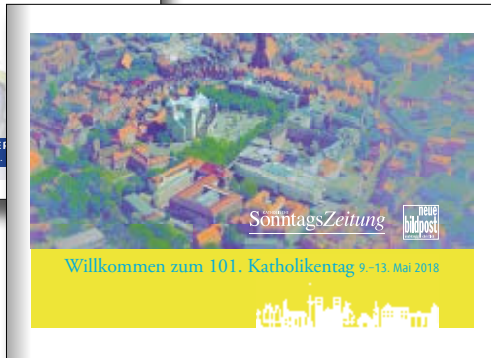 SonntagsZeitung
neue
bildpost
Willkommen zum 101. Katholikentag 9.–13. Mai 2018